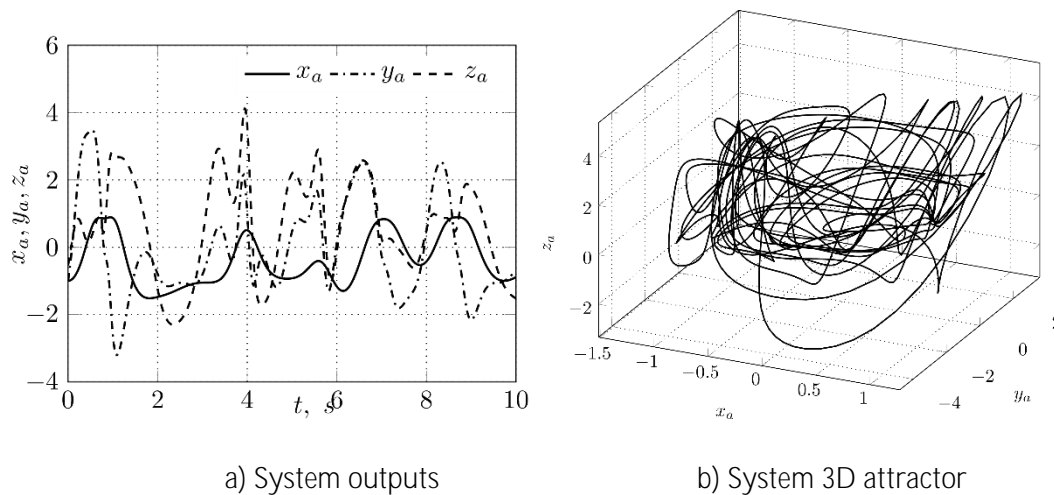 6
4
2
0
−2
−4
x_a, y_a, z_a
x_a y_a z_a
0 2 4 6 8 10
t, s
4
2
0
−2
z_a
−1.5 −1 −0.5 0 0.5 1
x_a
−4 −2 0
y_a
a) System outputs
b) System 3D attractor